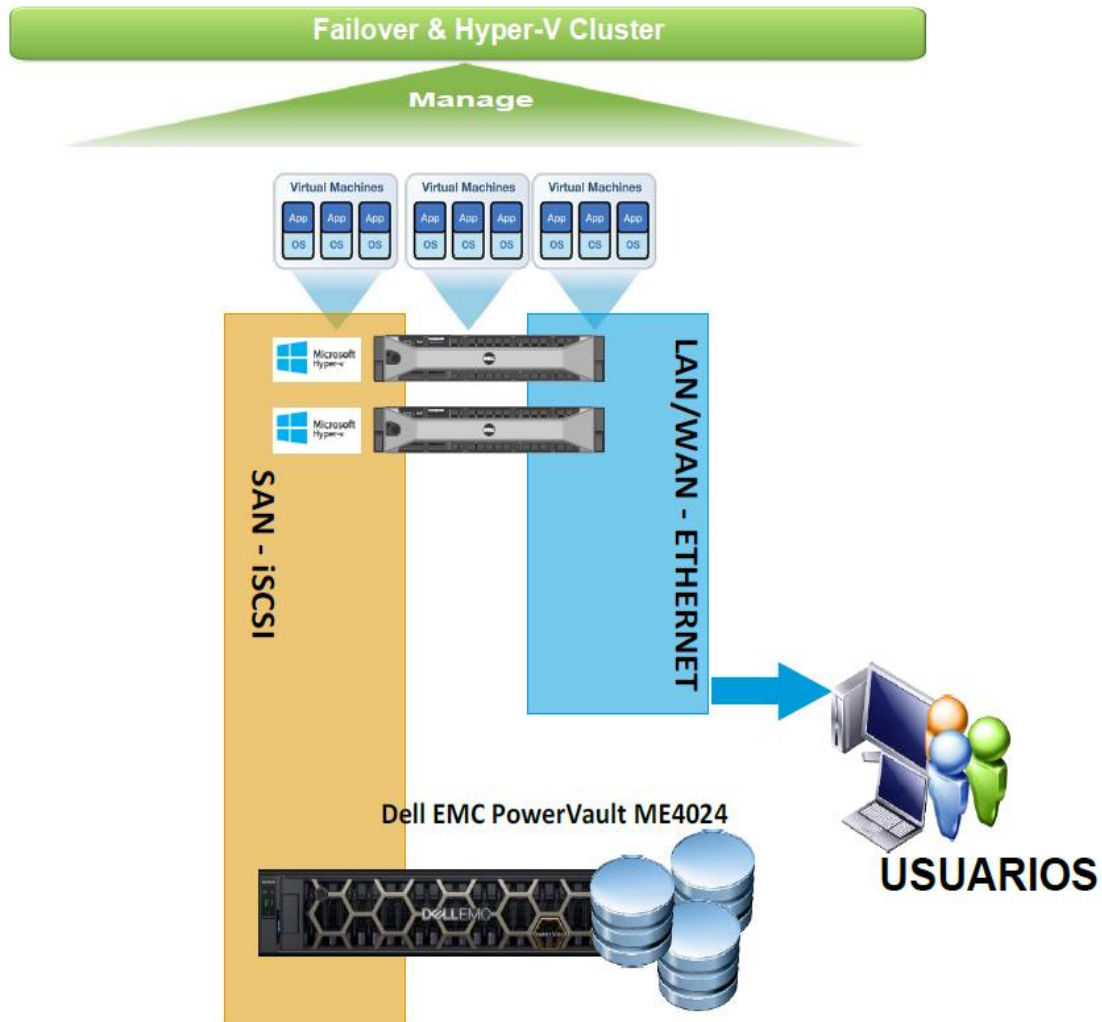 Failover & Hyper-V Cluster
Manage
Virtual Machines
App App App
OS OS OS
Virtual Machines
App App App
OS OS OS
Virtual Machines
App App App
OS OS OS
Microsoft
Hyper-v
Microsoft
Hyper-v
SAN - iSCSI
LAN/WAN - ETHERNET
Dell EMC PowerVault ME4024
DELLEMC
USUARIOS